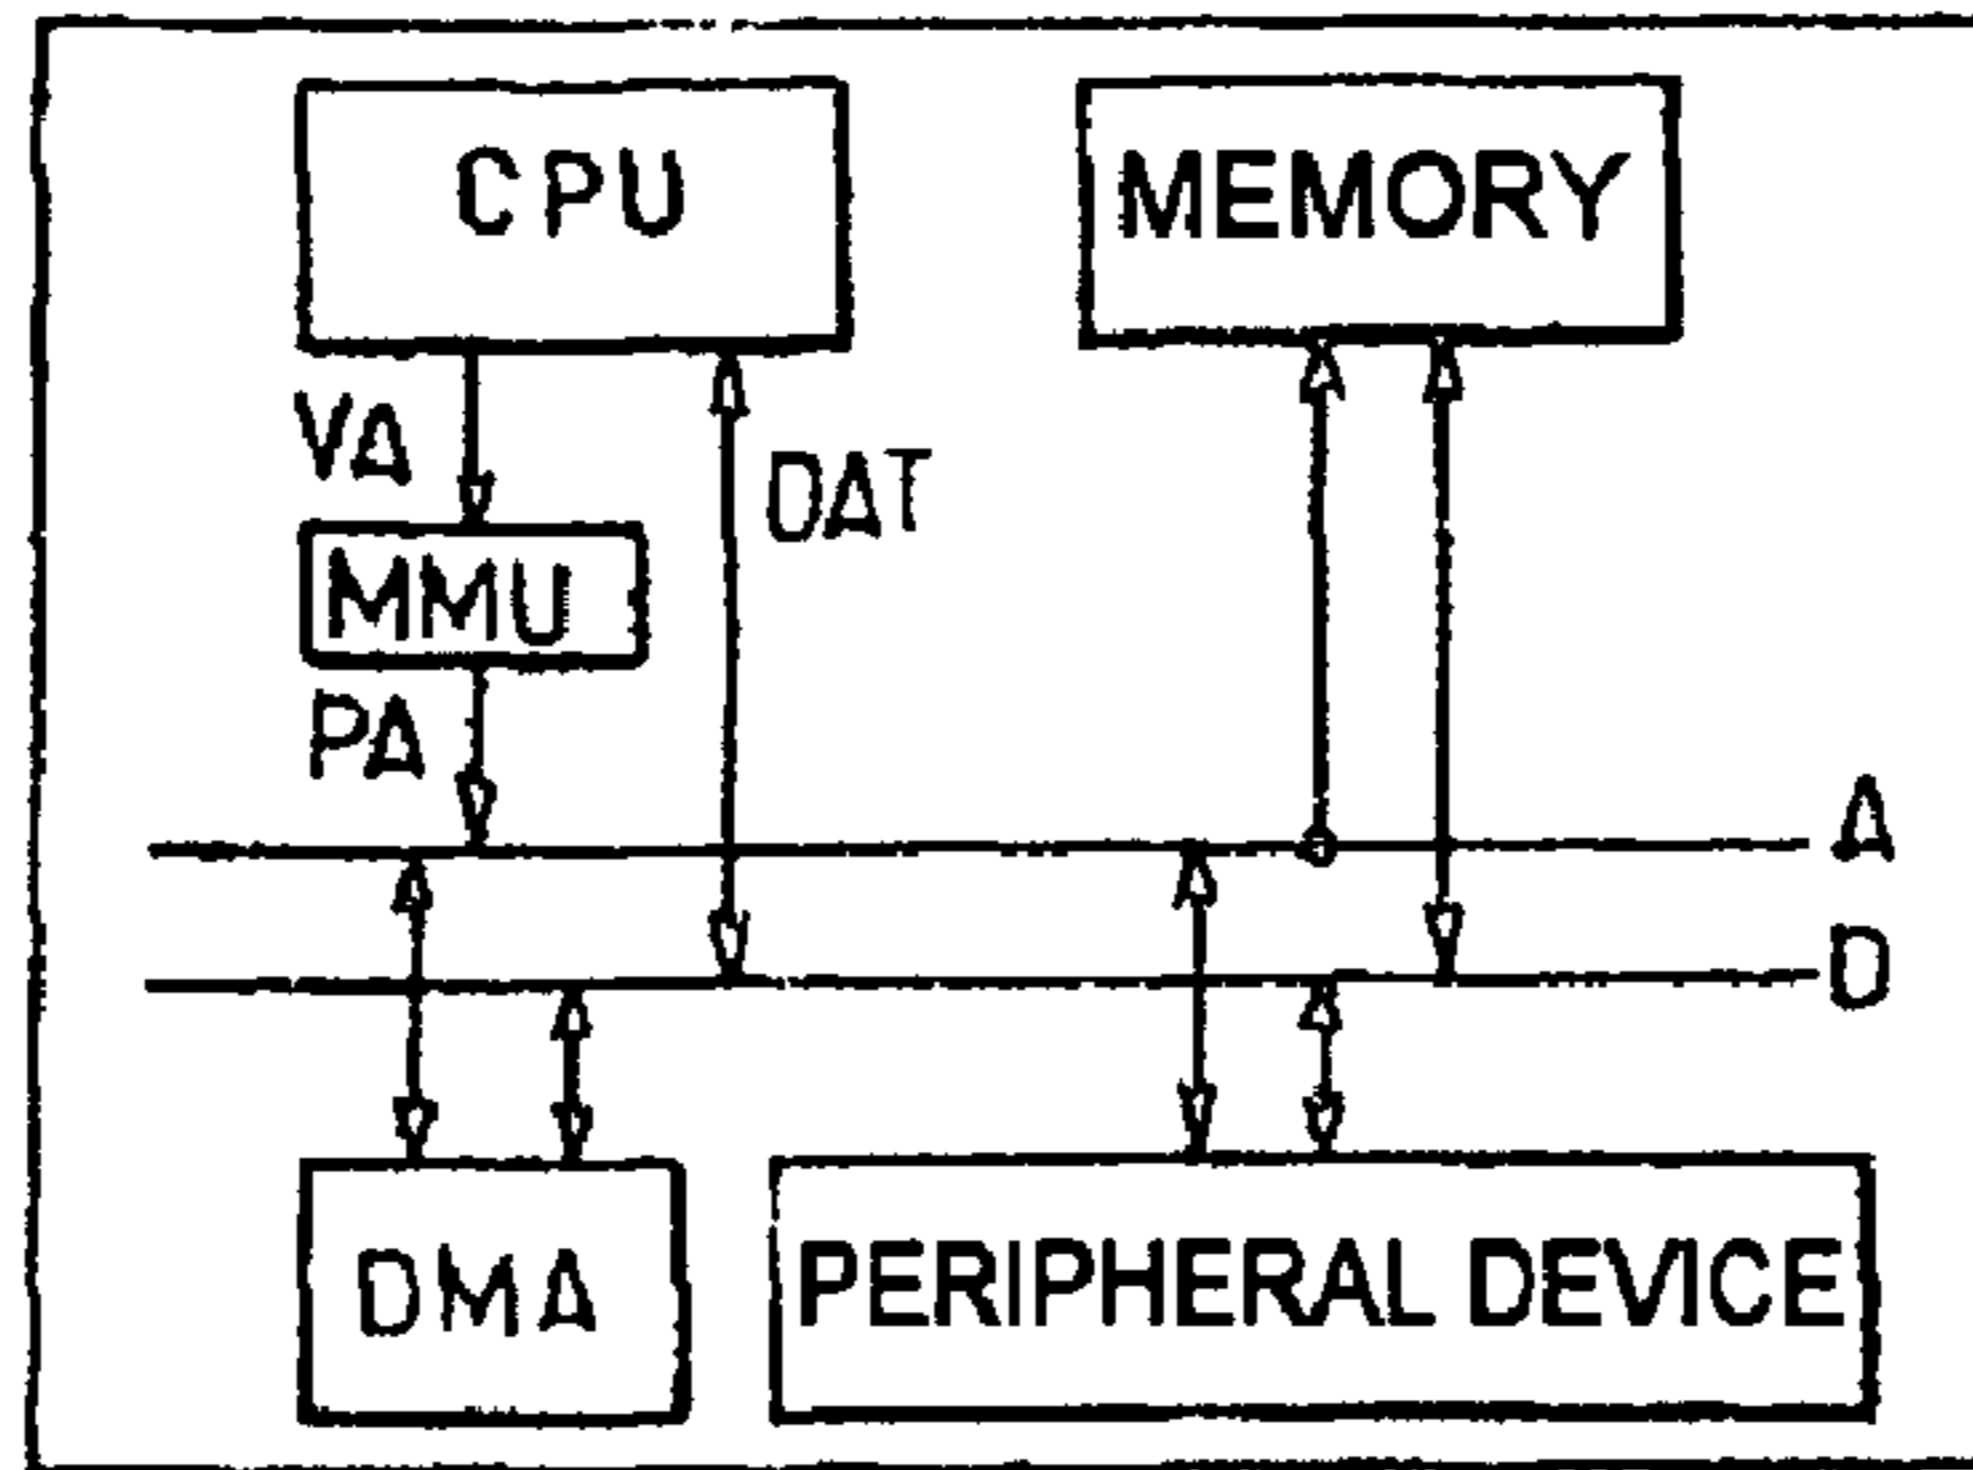 CPU
MEMORY
VA
DAT
MMU
PA
A
D
DMA
PERIPHERAL DEVICE